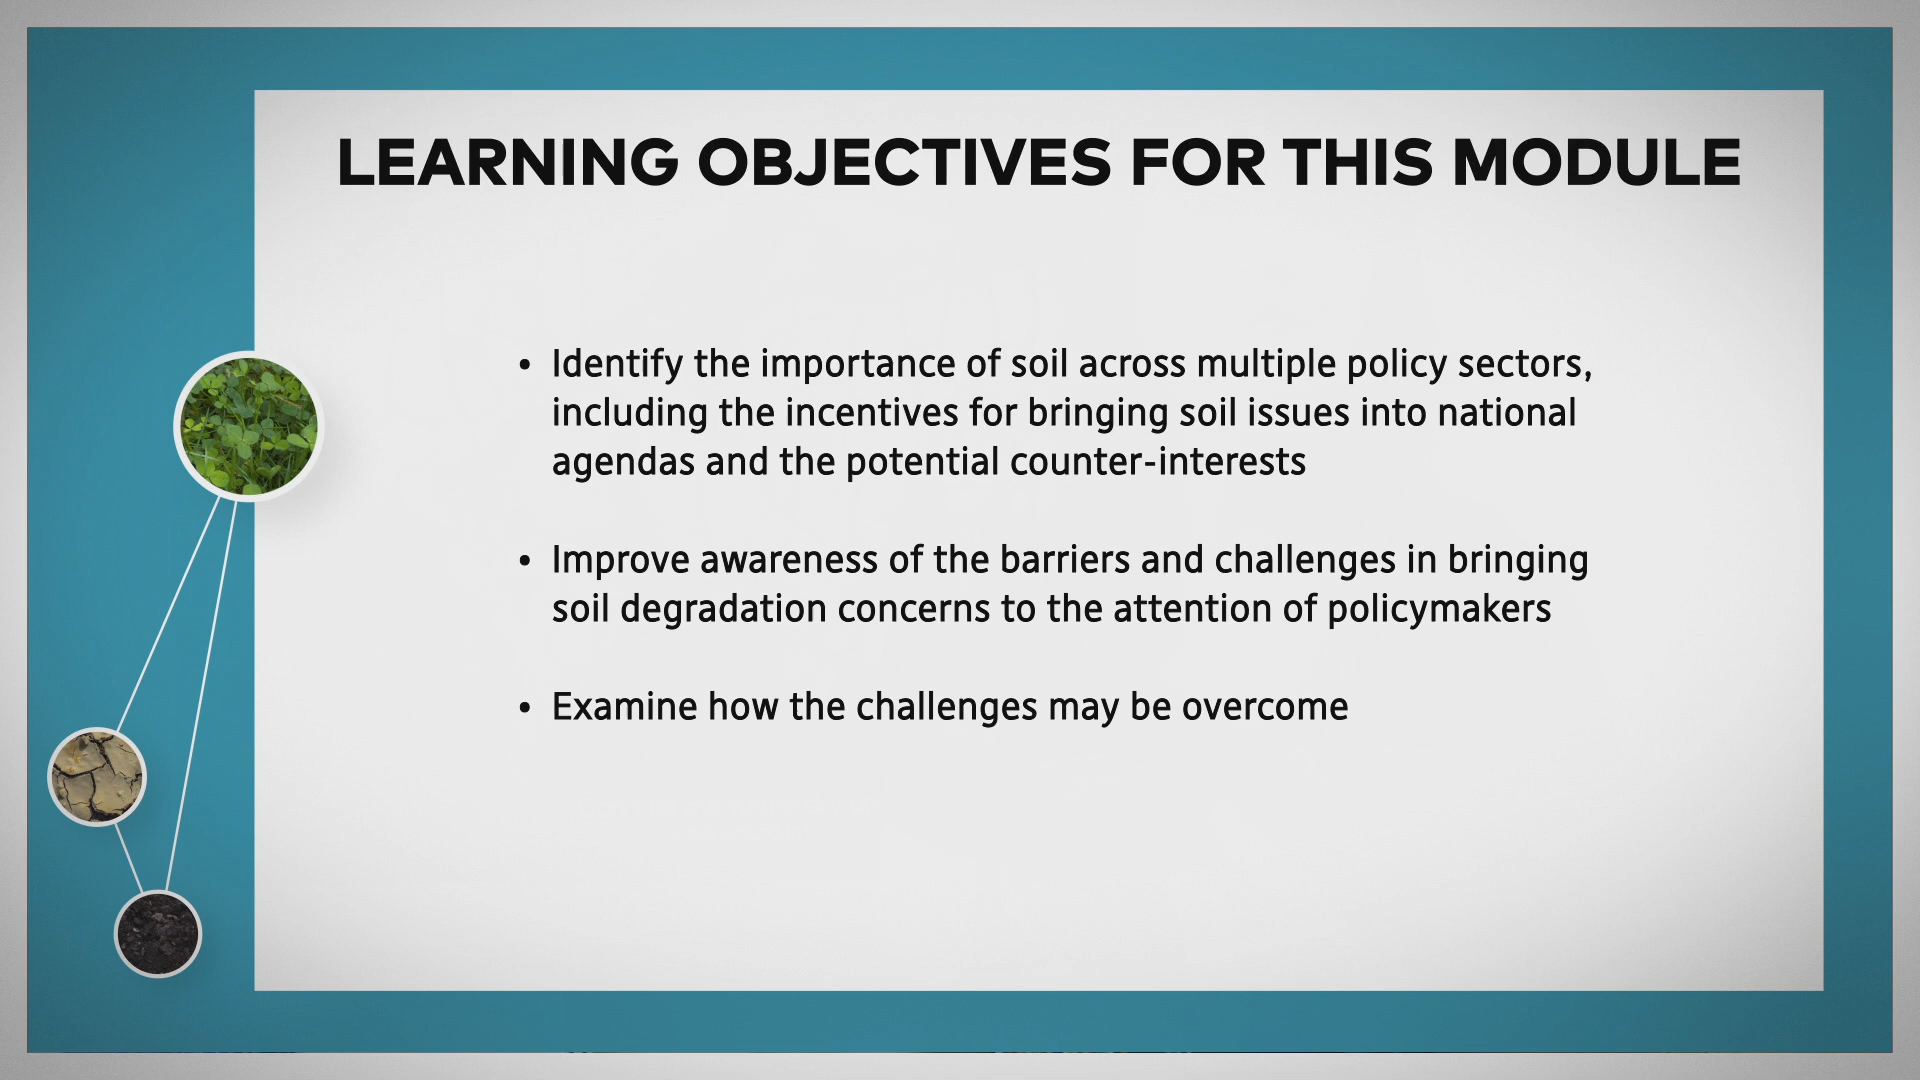 LEARNING OBJECTIVES FOR THIS MODULE
• Identify the importance of soil across multiple policy sectors,
including the incentives for bringing soil issues into national
agendas and the potential counter-interests
• Improve awareness of the barriers and challenges in bringing
soil degradation concerns to the attention of policymakers
• Examine how the challenges may be overcome